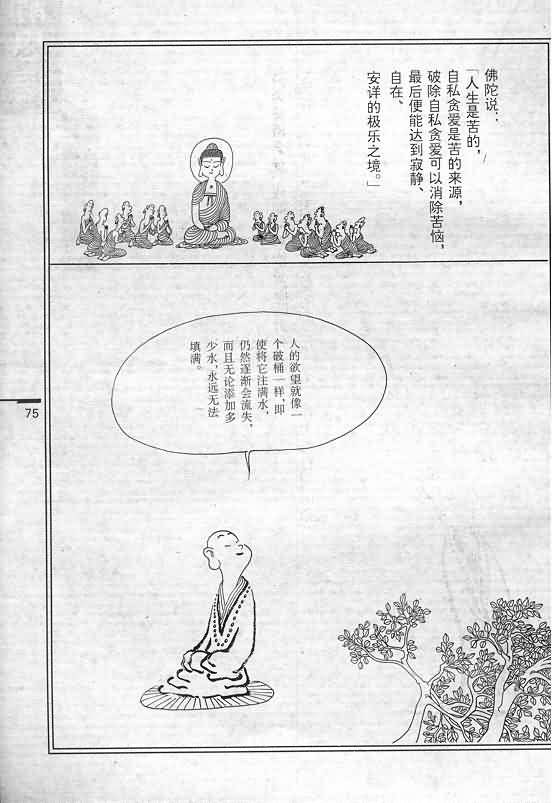 佛陀说：
「人生是苦的，
自私贪爱是苦的来源，
破除自私贪爱可以消除苦恼，
最后便能达到寂静、
自在、
安详的极乐之境。」
人的欲望就像一
个破桶一样，即
使将它注满水，
仍然逐渐会流失，
而且无论添加多
少水，永远无法
填满。
75